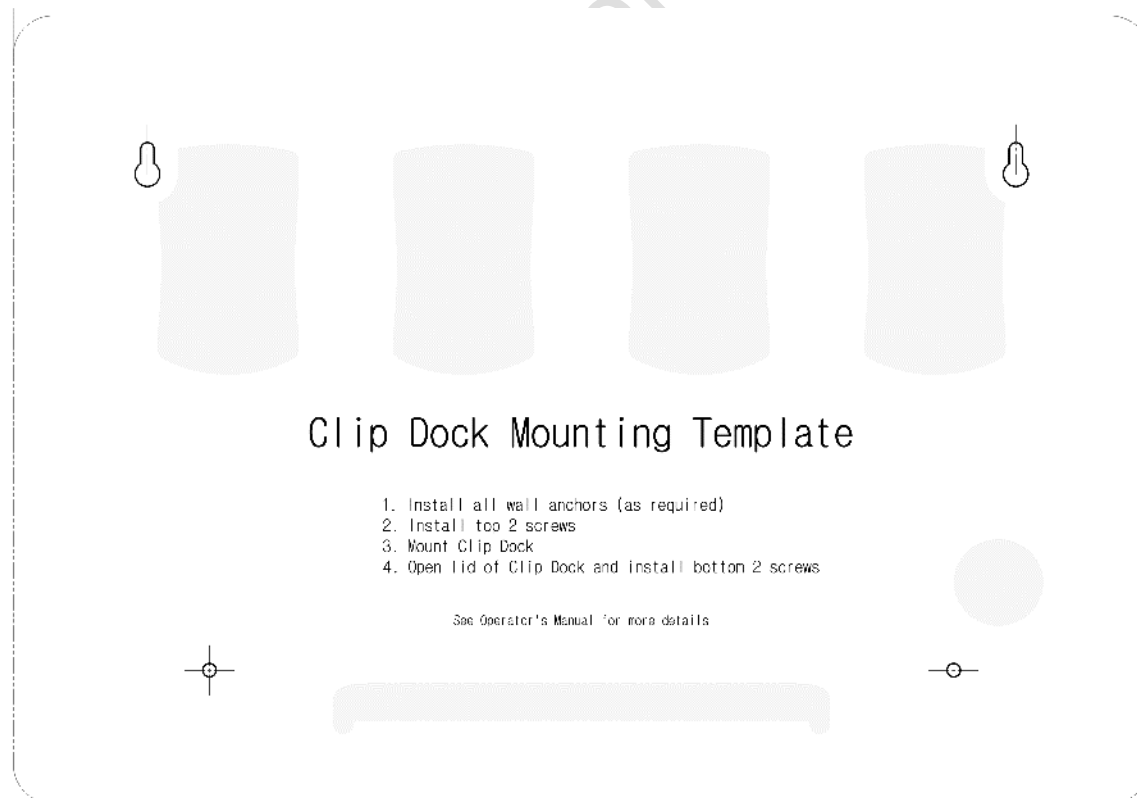 Clip Dock Mounting Template
1. Install all wall anchors (as required)
2. Install top 2 screws
3. Mount Clip Dock
4. Open lid of Clip Dock and install bottom 2 screws
See Operator's Manual for more details